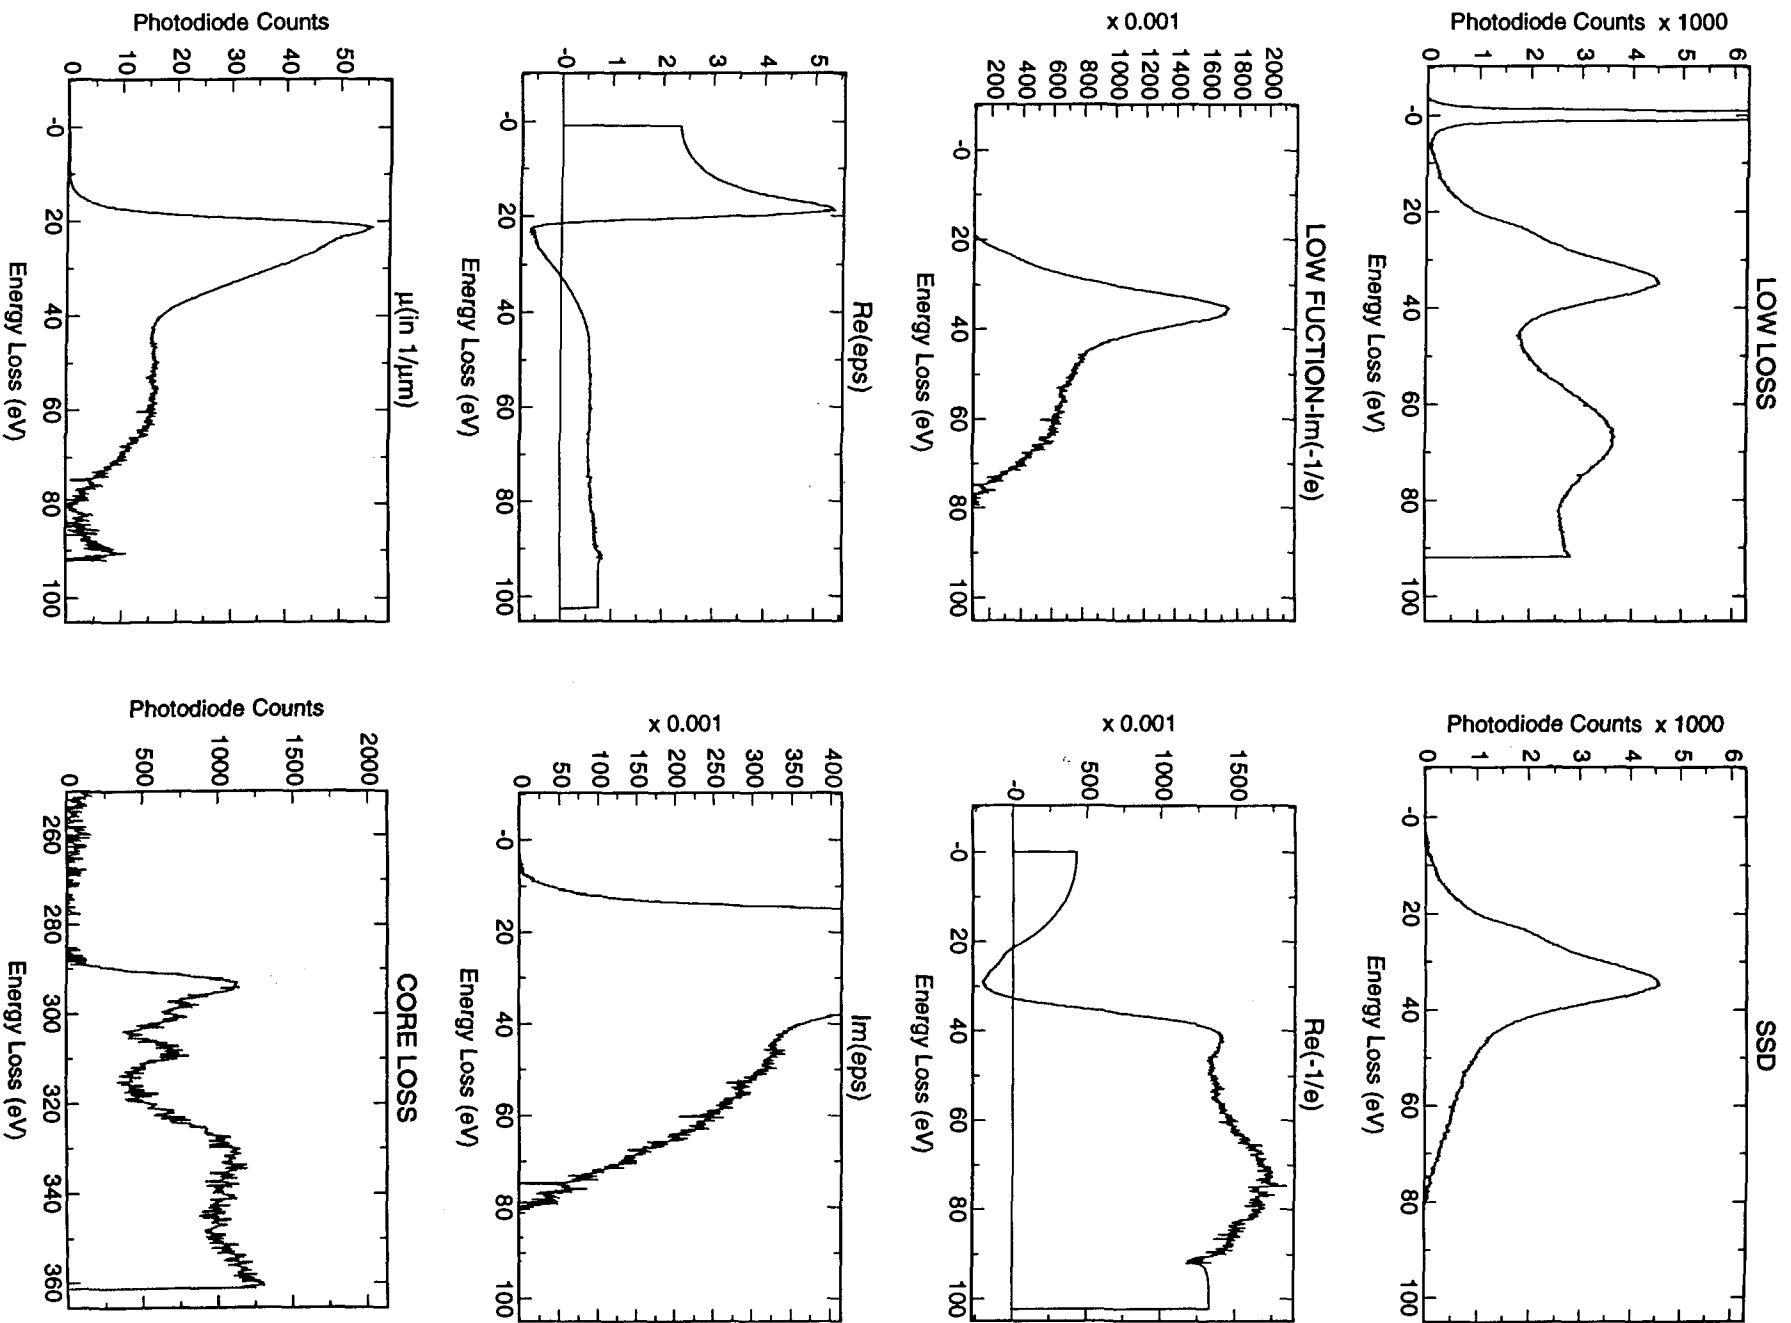 LOW LOSS
Photodiode Counts x 1000
0 1 2 3 4 5 6
-0 20 40 60 80 100
Energy Loss (eV)
SSD
Photodiode Counts x 1000
0 1 2 3 4 5 6
-0 20 40 60 80 100
Energy Loss (eV)
LOW FUCTION-Im(-1/e)
x 0.001
200 400 600 800 1000 1200 1400 1600 1800 2000
-0 20 40 60 80 100
Energy Loss (eV)
Re(-1/e)
x 0.001
-0 500 1000 1500
-0 20 40 60 80 100
Energy Loss (eV)
Re(eps)
-0 1 2 3 4 5
-0 20 40 60 80 100
Energy Loss (eV)
Im(eps)
x 0.001
0 50 100 150 200 250 300 350 400
-0 20 40 60 80 100
Energy Loss (eV)
μ(in 1/μm)
Photodiode Counts
0 10 20 30 40 50
-0 20 40 60 80 100
Energy Loss (eV)
CORE LOSS
Photodiode Counts
0 500 1000 1500 2000
260 280 300 320 340 360
Energy Loss (eV)